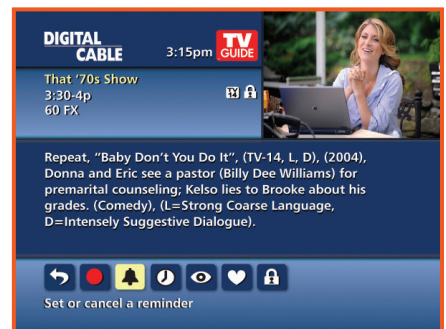 DIGITAL
CABLE
3:15pm
TV
GUIDE
That '70s Show
3:30-4p
60 FX
14
Repeat, "Baby Don't You Do It", (TV-14, L, D), (2004),
Donna and Eric see a pastor (Billy Dee Williams) for
premarital counseling; Kelso lies to Brooke about his
grades. (Comedy), (L=Strong Coarse Language,
D=Intensely Suggestive Dialogue).
Set or cancel a reminder